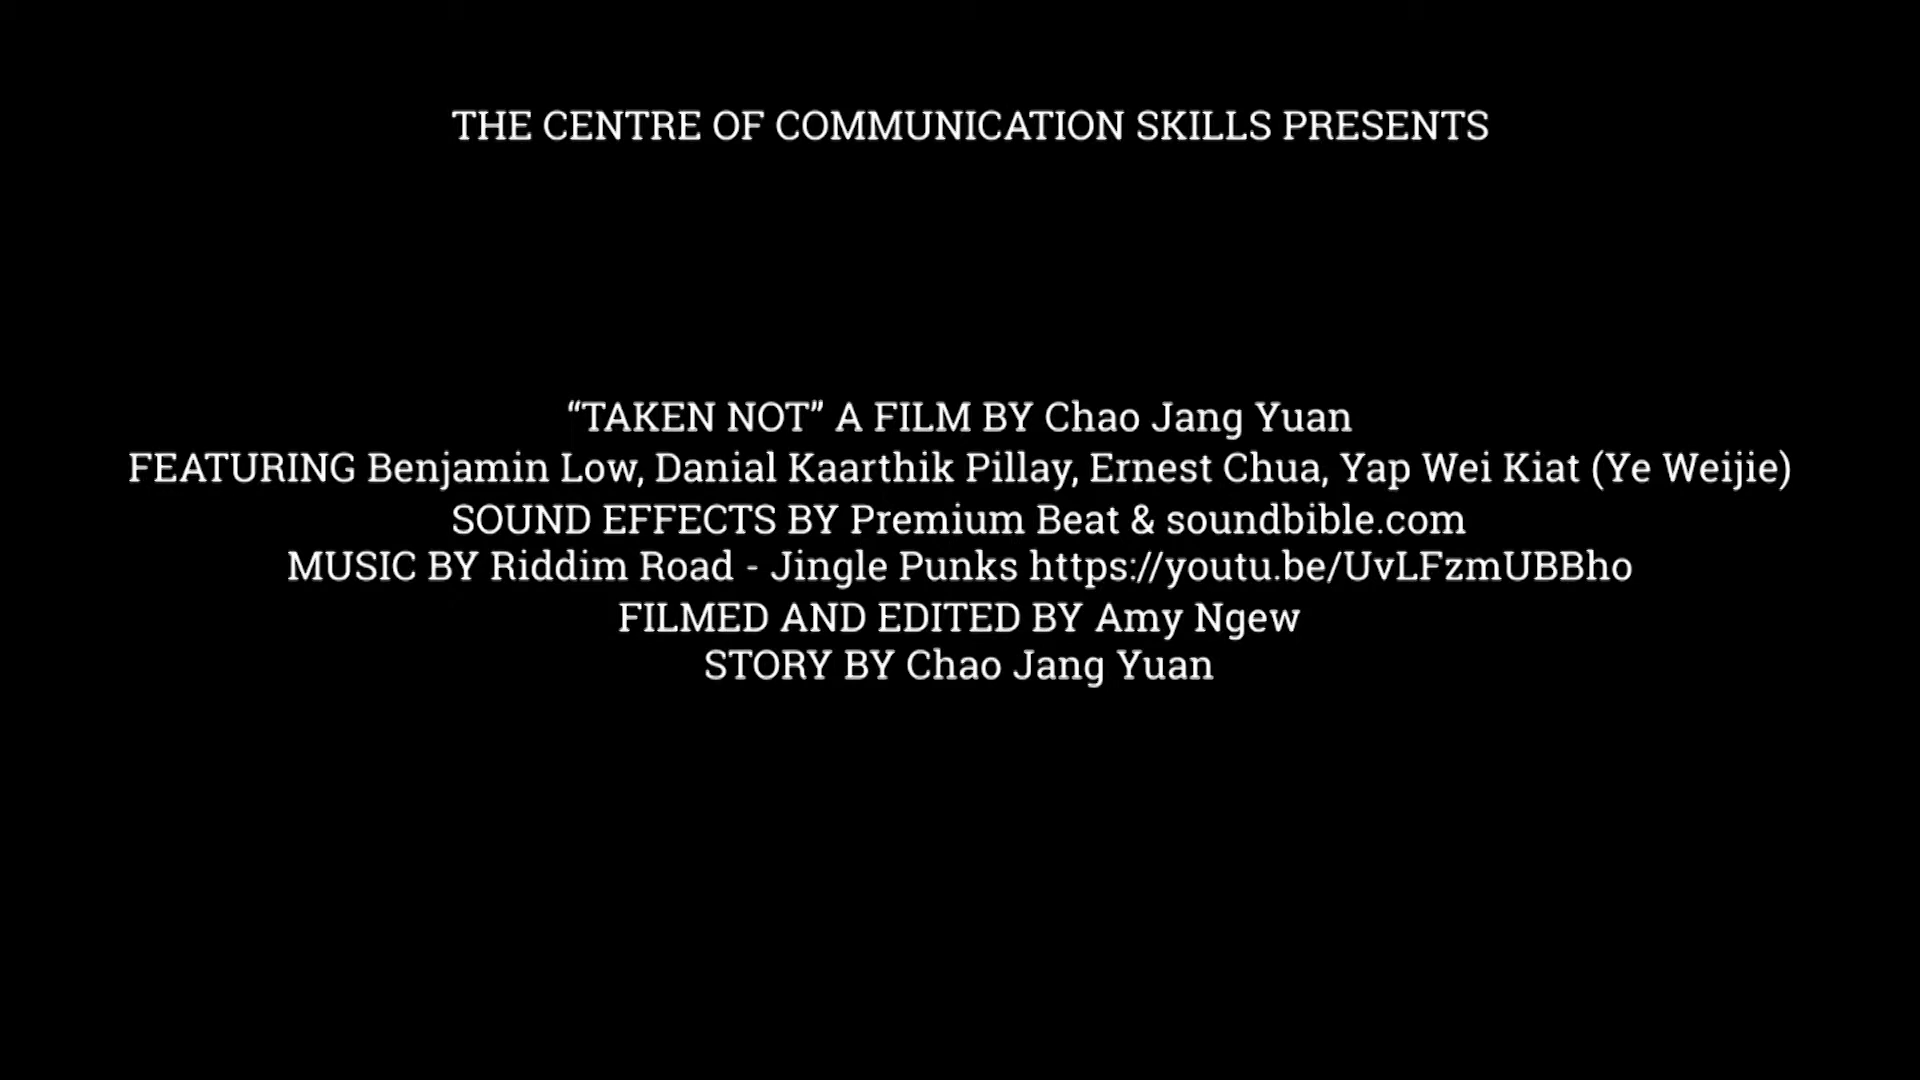 THE CENTRE OF COMMUNICATION SKILLS PRESENTS
“TAKEN NOT” A FILM BY Chao Jang Yuan
FEATURING Benjamin Low, Danial Kaarthik Pillay, Ernest Chua, Yap Wei Kiat (Ye Weijie)
SOUND EFFECTS BY Premium Beat & soundbible.com
MUSIC BY Riddim Road - Jingle Punks https://youtu.be/UvLFzmUBBho
FILMED AND EDITED BY Amy Ngew
STORY BY Chao Jang Yuan